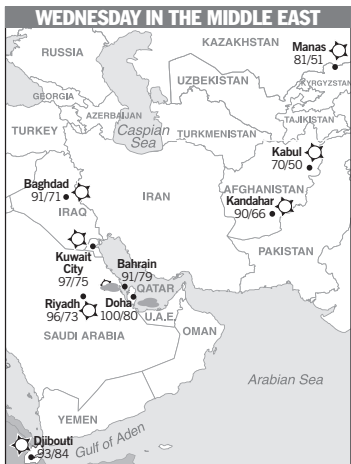 WEDNESDAY IN THE MIDDLE EAST
KAZAKHSTAN
RUSSIA
Manas
81/51
UZBEKISTAN
KYRGYZSTAN
GEORGIA
AZERBAIJAN
TAJIKISTAN
TURKEY
Caspian
Sea
TURKMENISTAN
Kabul
70/50
Baghdad
91/71
IRAQ
IRAN
AFGHANISTAN
Kandahar
90/66
PAKISTAN
Kuwait
City
97/75
Bahrain
91/79
QATAR
Riyadh
96/73
Doha
100/80
U.A.E.
SAUDI ARABIA
OMAN
Arabian Sea
YEMEN
Djibouti
93/84
Gulf of Aden